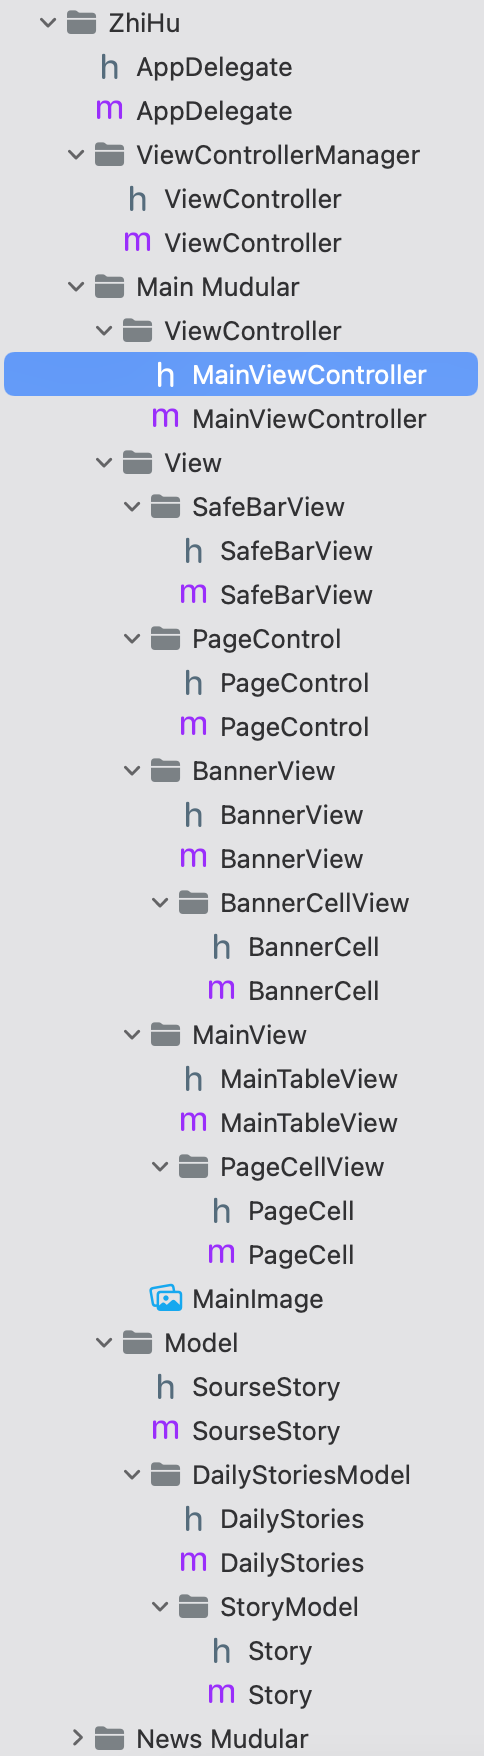 ZhiHu
h AppDelegate
m AppDelegate
ViewControllerManager
h ViewController
m ViewController
Main Mudular
ViewController
h MainViewController
m MainViewController
View
SafeBarView
h SafeBarView
m SafeBarView
PageControl
h PageControl
m PageControl
BannerView
h BannerView
m BannerView
BannerCellView
h BannerCell
m BannerCell
MainView
h MainTableView
m MainTableView
PageCellView
h PageCell
m PageCell
MainImage
Model
h SourseStory
m SourseStory
DailyStoriesModel
h DailyStories
m DailyStories
StoryModel
h Story
m Story
News Mudular